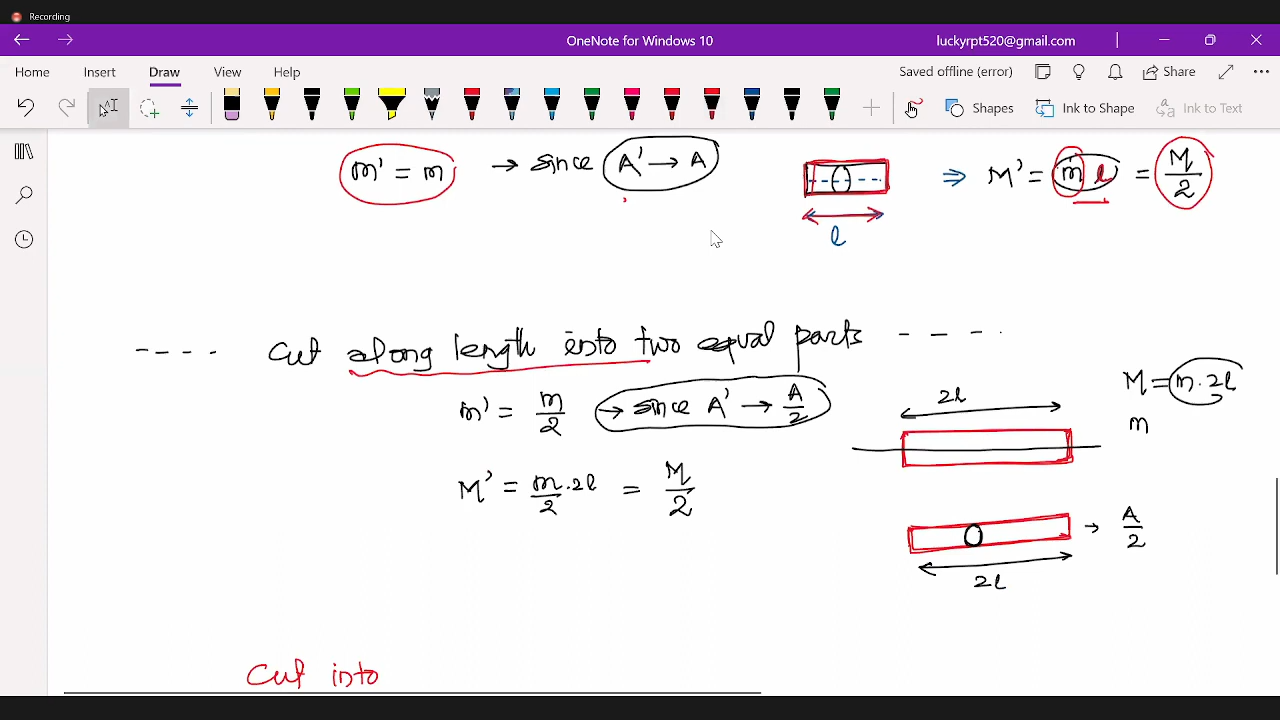 Recording
OneNote for Windows 10
luckyrpt520@gmail.com
Home Insert Draw View Help
Saved offline (error)
Share
Shapes
Ink to Shape
Ink to Text
m' = m → since A' → A
l
⇒ M' = m l = M/2
---- Cut along length into two equal parts ----
m' = m/2 → since A' → A/2
M' = m/2 . 2l = M/2
2l
M = m . 2l
m
→ A/2
2l
Cut into